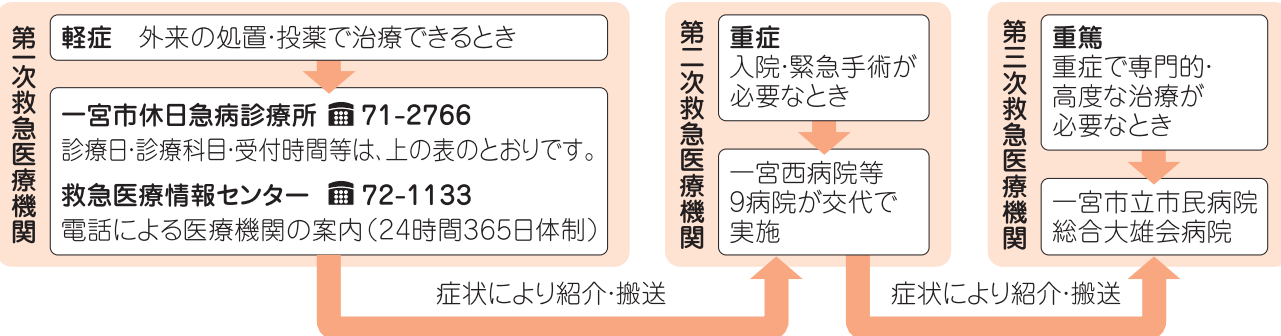 第一次救急医療機関
軽症 外来の処置・投薬で治療できるとき
一宮市休日急病診療所 ☎ 71-2766
診療日・診療科目・受付時間等は、上の表のとおりです。
救急医療情報センター ☎ 72-1133
電話による医療機関の案内（24時間365日体制）
第二次救急医療機関
重症
入院・緊急手術が
必要なとき
一宮西病院等
9病院が交代で
実施
第三次救急医療機関
重篤
重症で専門的・
高度な治療が
必要なとき
一宮市立市民病院
総合大雄会病院
症状により紹介・搬送
症状により紹介・搬送